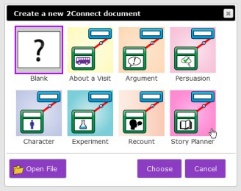 Create a new 2Connect document
?
Blank About a Visit Argument Persuasion
Character Experiment Recount Story Planner
Open File Choose Cancel